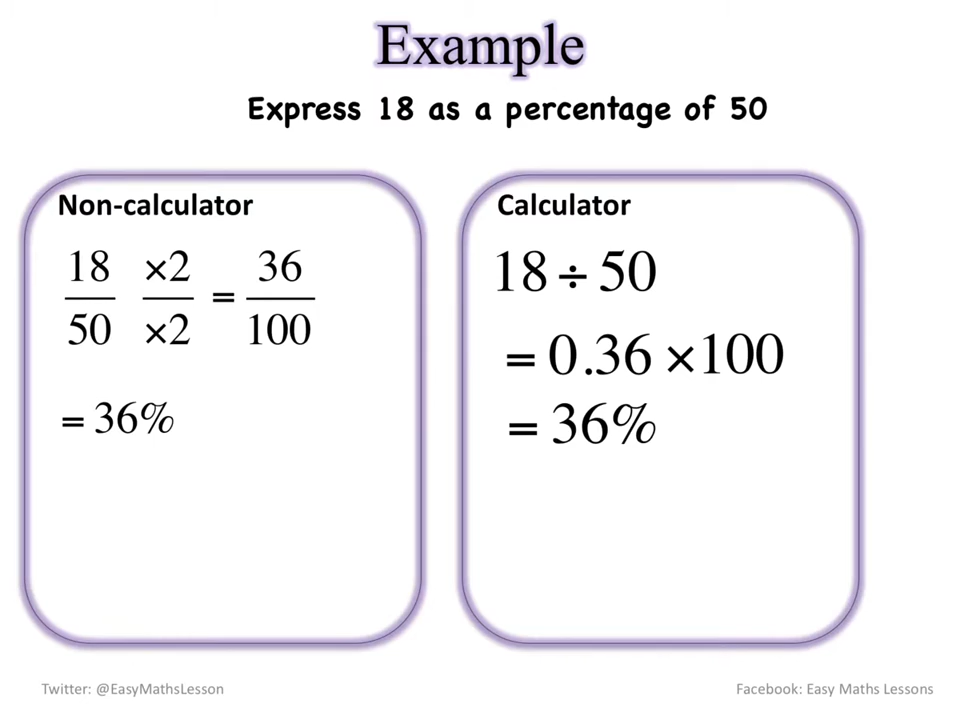 Example
Express 18 as a percentage of 50
Non-calculator
18/50 ×2/×2 = 36/100
= 36%
Calculator
18 ÷ 50
= 0.36 ×100
= 36%
Twitter: @EasyMathsLesson
Facebook: Easy Maths Lessons